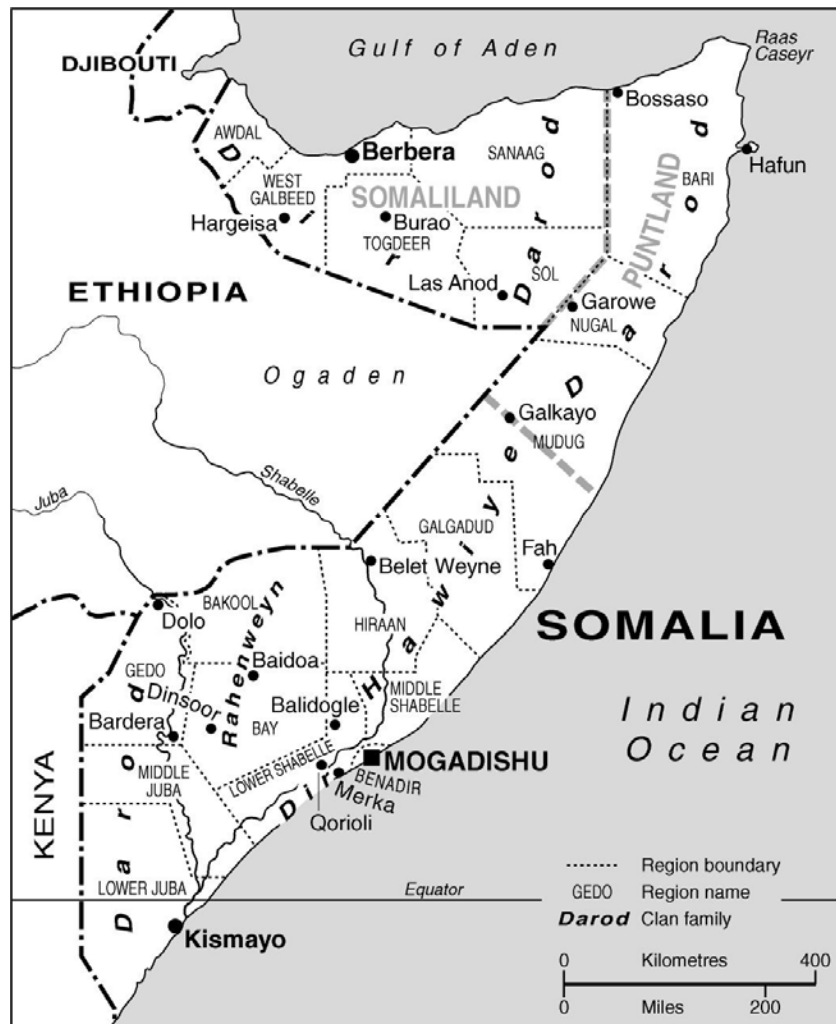 Gulf of Aden
Raas
Caseyr
DJIBOUTI
Bossaso
AWDAL
Berbera
SANAAG
Hafun
BARI
WEST
GALBEED
SOMALILAND
PUNTLAND
Hargeisa
Burao
TOGDEER
Dir
Darod
Darod
SOL
Las Anod
ETHIOPIA
Garowe
NUGAL
Ogaden
Galkayo
MUDUG
Shabelle
Juba
GALGADUD
Fah
Belet Weyne
Hawiye
BAKOOL
Dolo
HIRAAN
SOMALIA
Rahenweyn
Baidoa
GEDO
Dinsoor
Balidogle
MIDDLE
SHABELLE
Indian
Ocean
Bardera
BAY
MOGADISHU
LOWER SHABELLE
BENADIR
MIDDLE
JUBA
Merka
Dir
Qorioli
KENYA
Darod
LOWER JUBA
Equator
Kismayo
Region boundary
GEDO Region name
Darod Clan family
0 Kilometres 400
0 Miles 200